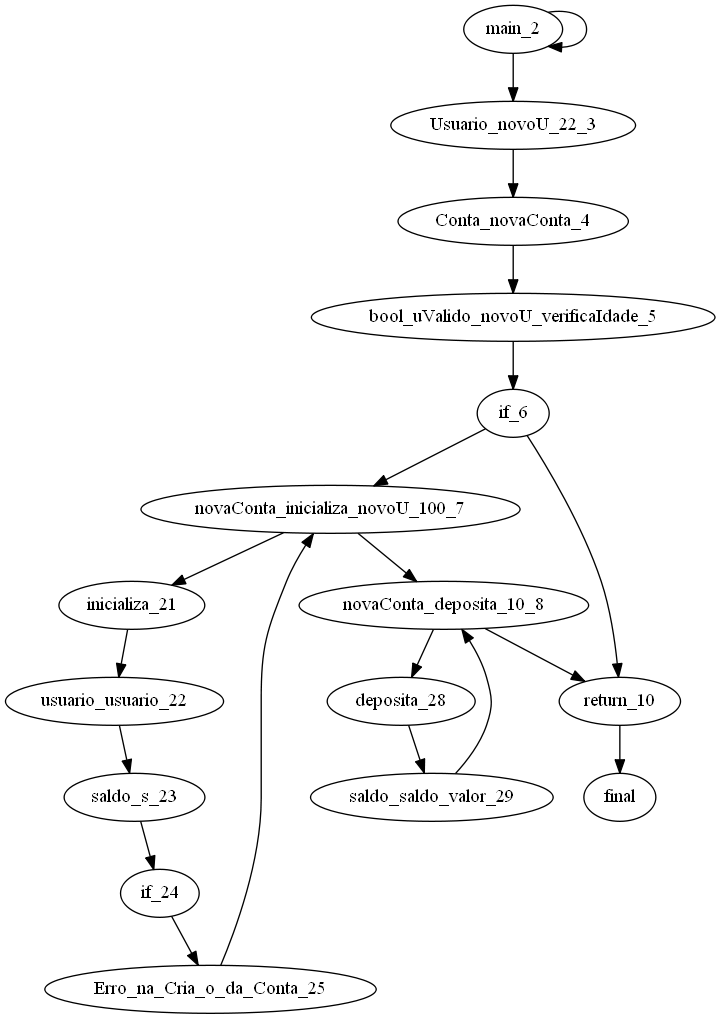 main_2
Usuario_novoU_22_3
Conta_novaConta_4
bool_uValido_novoU_verificaIdade_5
if_6
novaConta_inicializa_novoU_100_7
inicializa_21
novaConta_deposita_10_8
usuario_usuario_22
deposita_28
return_10
saldo_s_23
saldo_saldo_valor_29
final
if_24
Erro_na_Cria_o_da_Conta_25